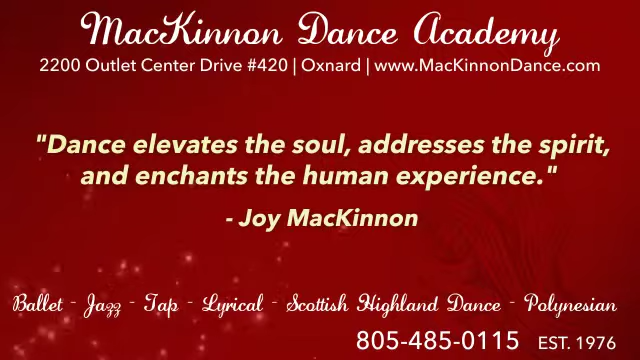 MacKinnon Dance Academy
2200 Outlet Center Drive #420 | Oxnard | www.MacKinnonDance.com
"Dance elevates the soul, addresses the spirit,
and enchants the human experience."
- Joy MacKinnon
Ballet - Jazz - Tap - Lyrical - Scottish Highland Dance - Polynesian
805-485-0115 EST. 1976